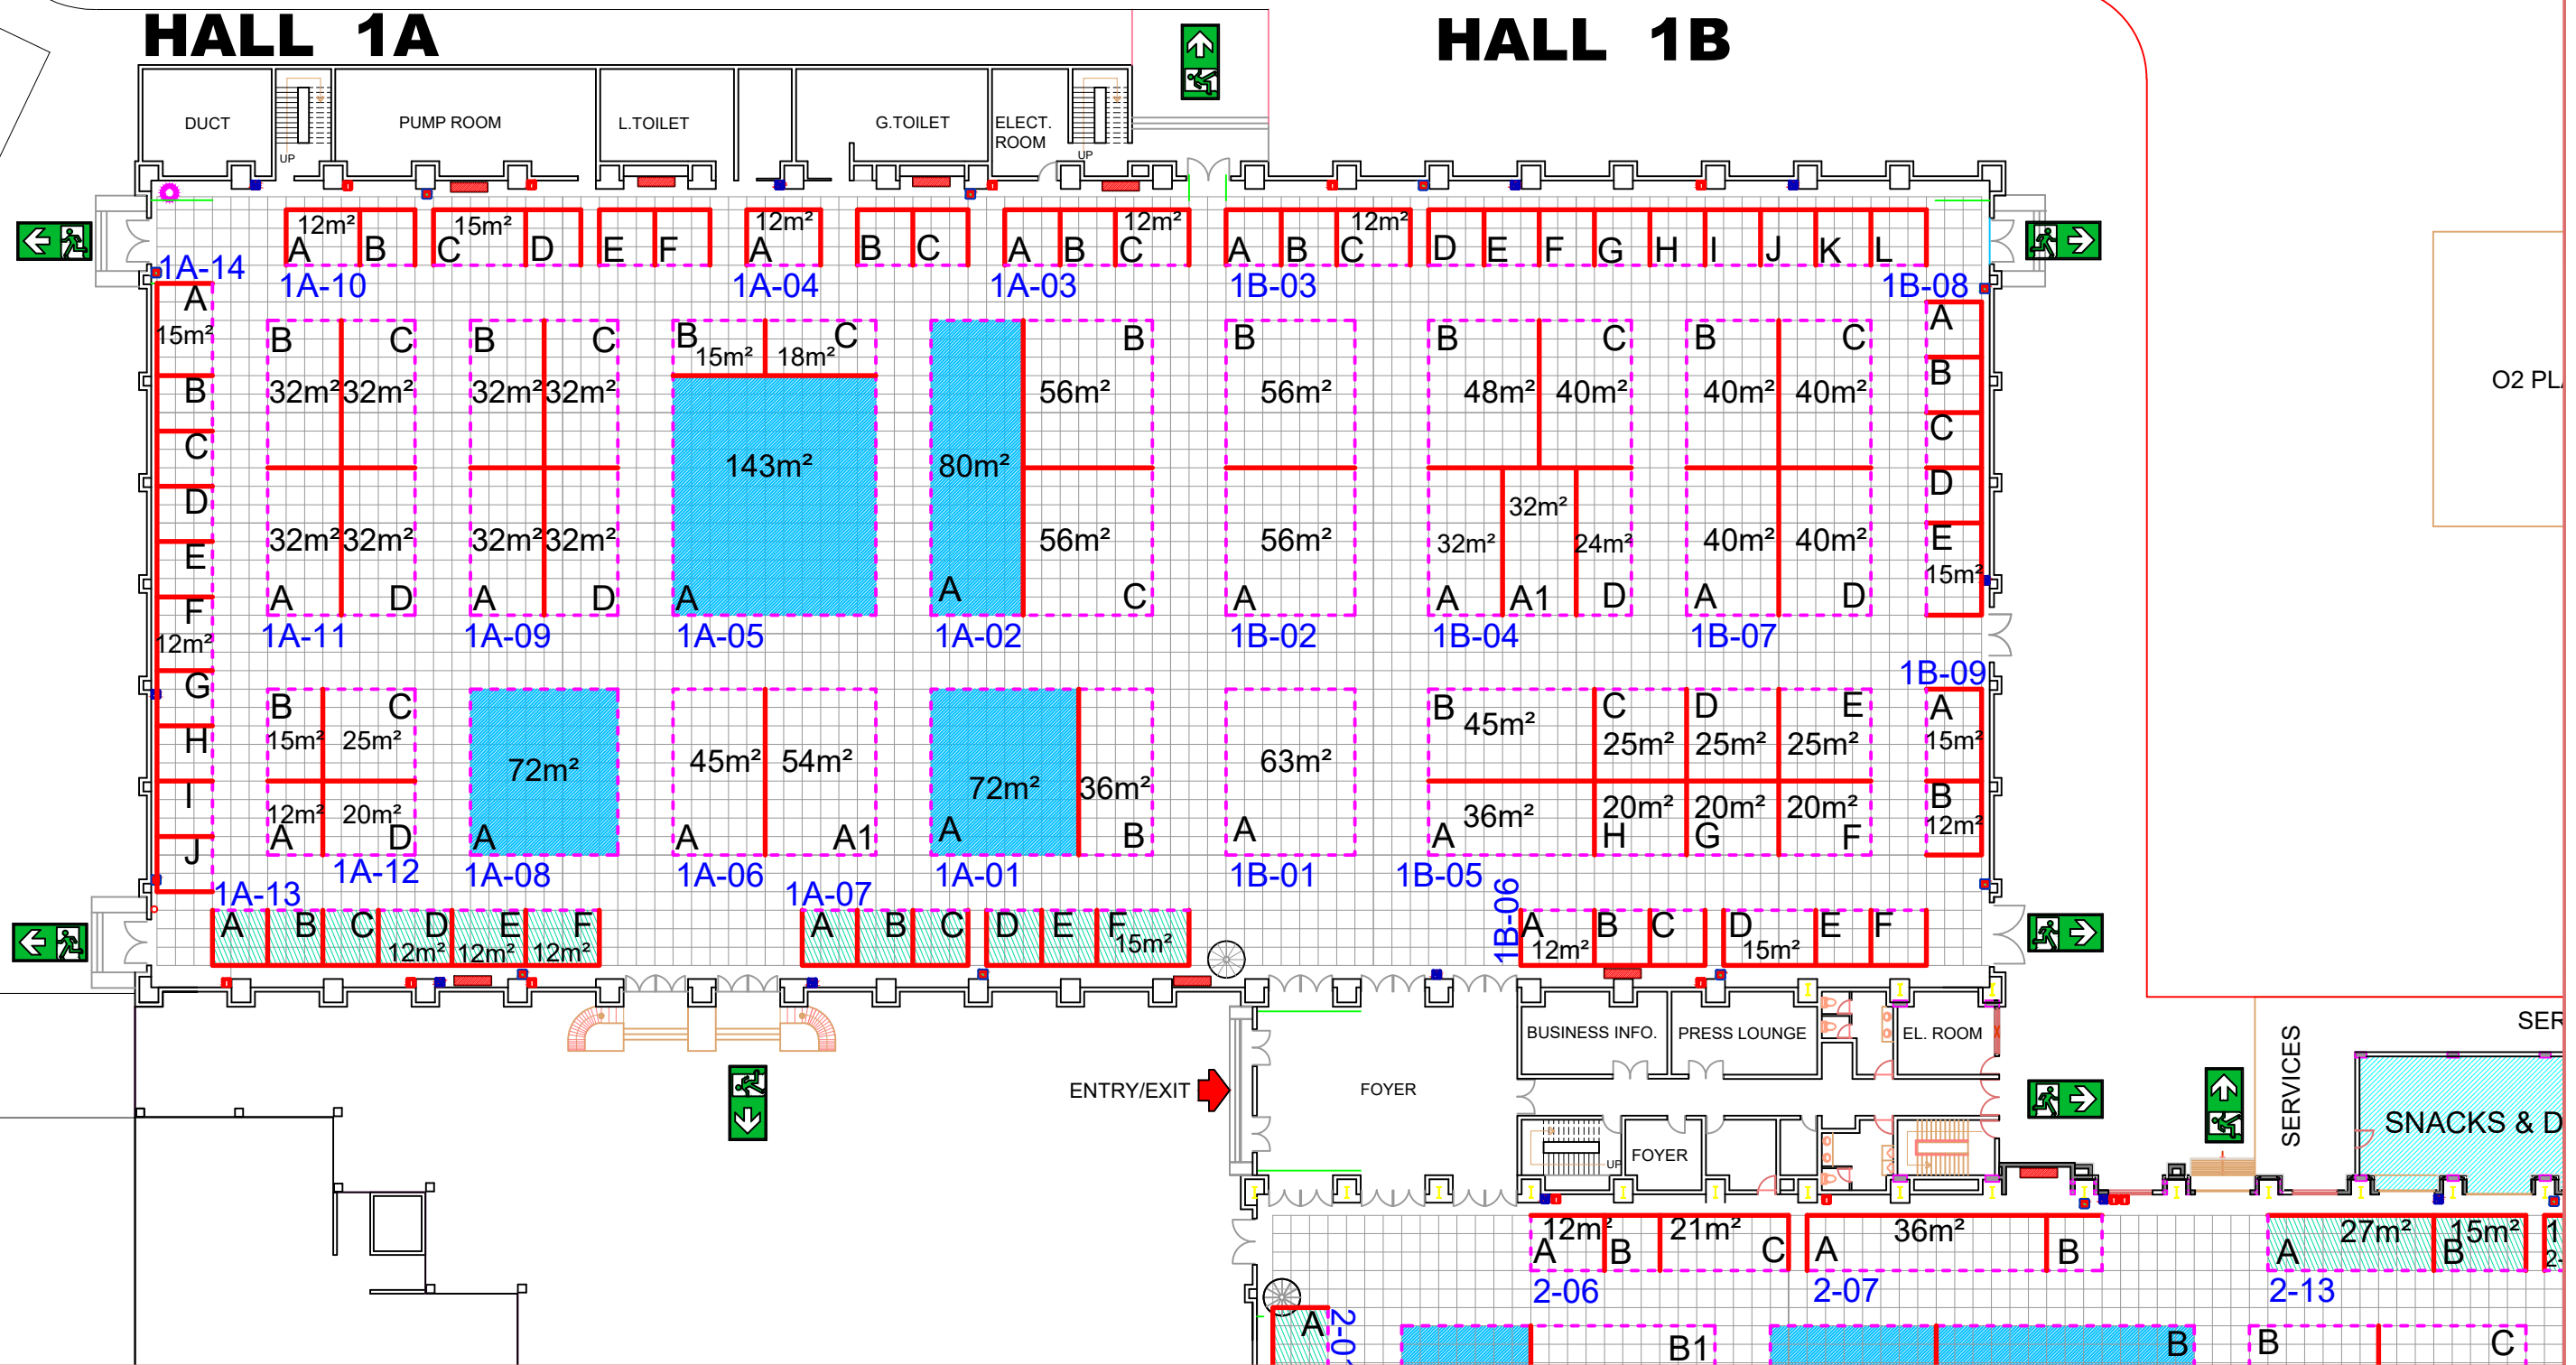 HALL 1A
HALL 1B
DUCT
UP
PUMP ROOM
L.TOILET
G.TOILET
ELECT.
ROOM
UP
12m²
A
B
15m²
C
D
E
F
12m²
A
B
C
A
B
12m²
C
A
B
12m²
C
D
E
F
G
H
I
J
K
L
1A-14
1A-10
1A-04
1A-03
1B-03
1B-08
A
15m²
B
C
D
E
F
12m²
G
H
I
J
B
C
32m²
32m²
32m²
32m²
A
D
1A-11
B
C
32m²
32m²
32m²
32m²
A
D
1A-09
B
15m²
18m²
C
143m²
A
1A-05
80m²
A
B
56m²
56m²
C
1A-02
B
56m²
56m²
A
1B-02
B
C
48m²
40m²
32m²
32m²
24m²
A
A1
D
1B-04
B
C
40m²
40m²
40m²
40m²
A
D
1B-07
A
B
C
D
E
15m²
O2 PL
1B-09
A
15m²
B
12m²
B
C
15m²
25m²
12m²
20m²
A
D
1A-12
72m²
A
1A-08
45m²
54m²
A
A1
1A-06
72m²
36m²
A
B
1A-01
63m²
A
1B-01
B
45m²
C
25m²
D
25m²
E
25m²
A
36m²
20m²
H
20m²
G
20m²
F
1B-05
1A-13
A
B
C
D
12m²
E
12m²
F
12m²
1A-07
A
B
C
D
E
F
15m²
1B-06
A
12m²
B
C
D
15m²
E
F
BUSINESS INFO.
PRESS LOUNGE
EL. ROOM
ENTRY/EXIT
FOYER
UP
FOYER
SERVICES
SER
SNACKS & D
12m²
A
B
21m²
C
2-06
A
36m²
B
2-07
A
27m²
B
15m²
2-13
A
B1
B
B
C